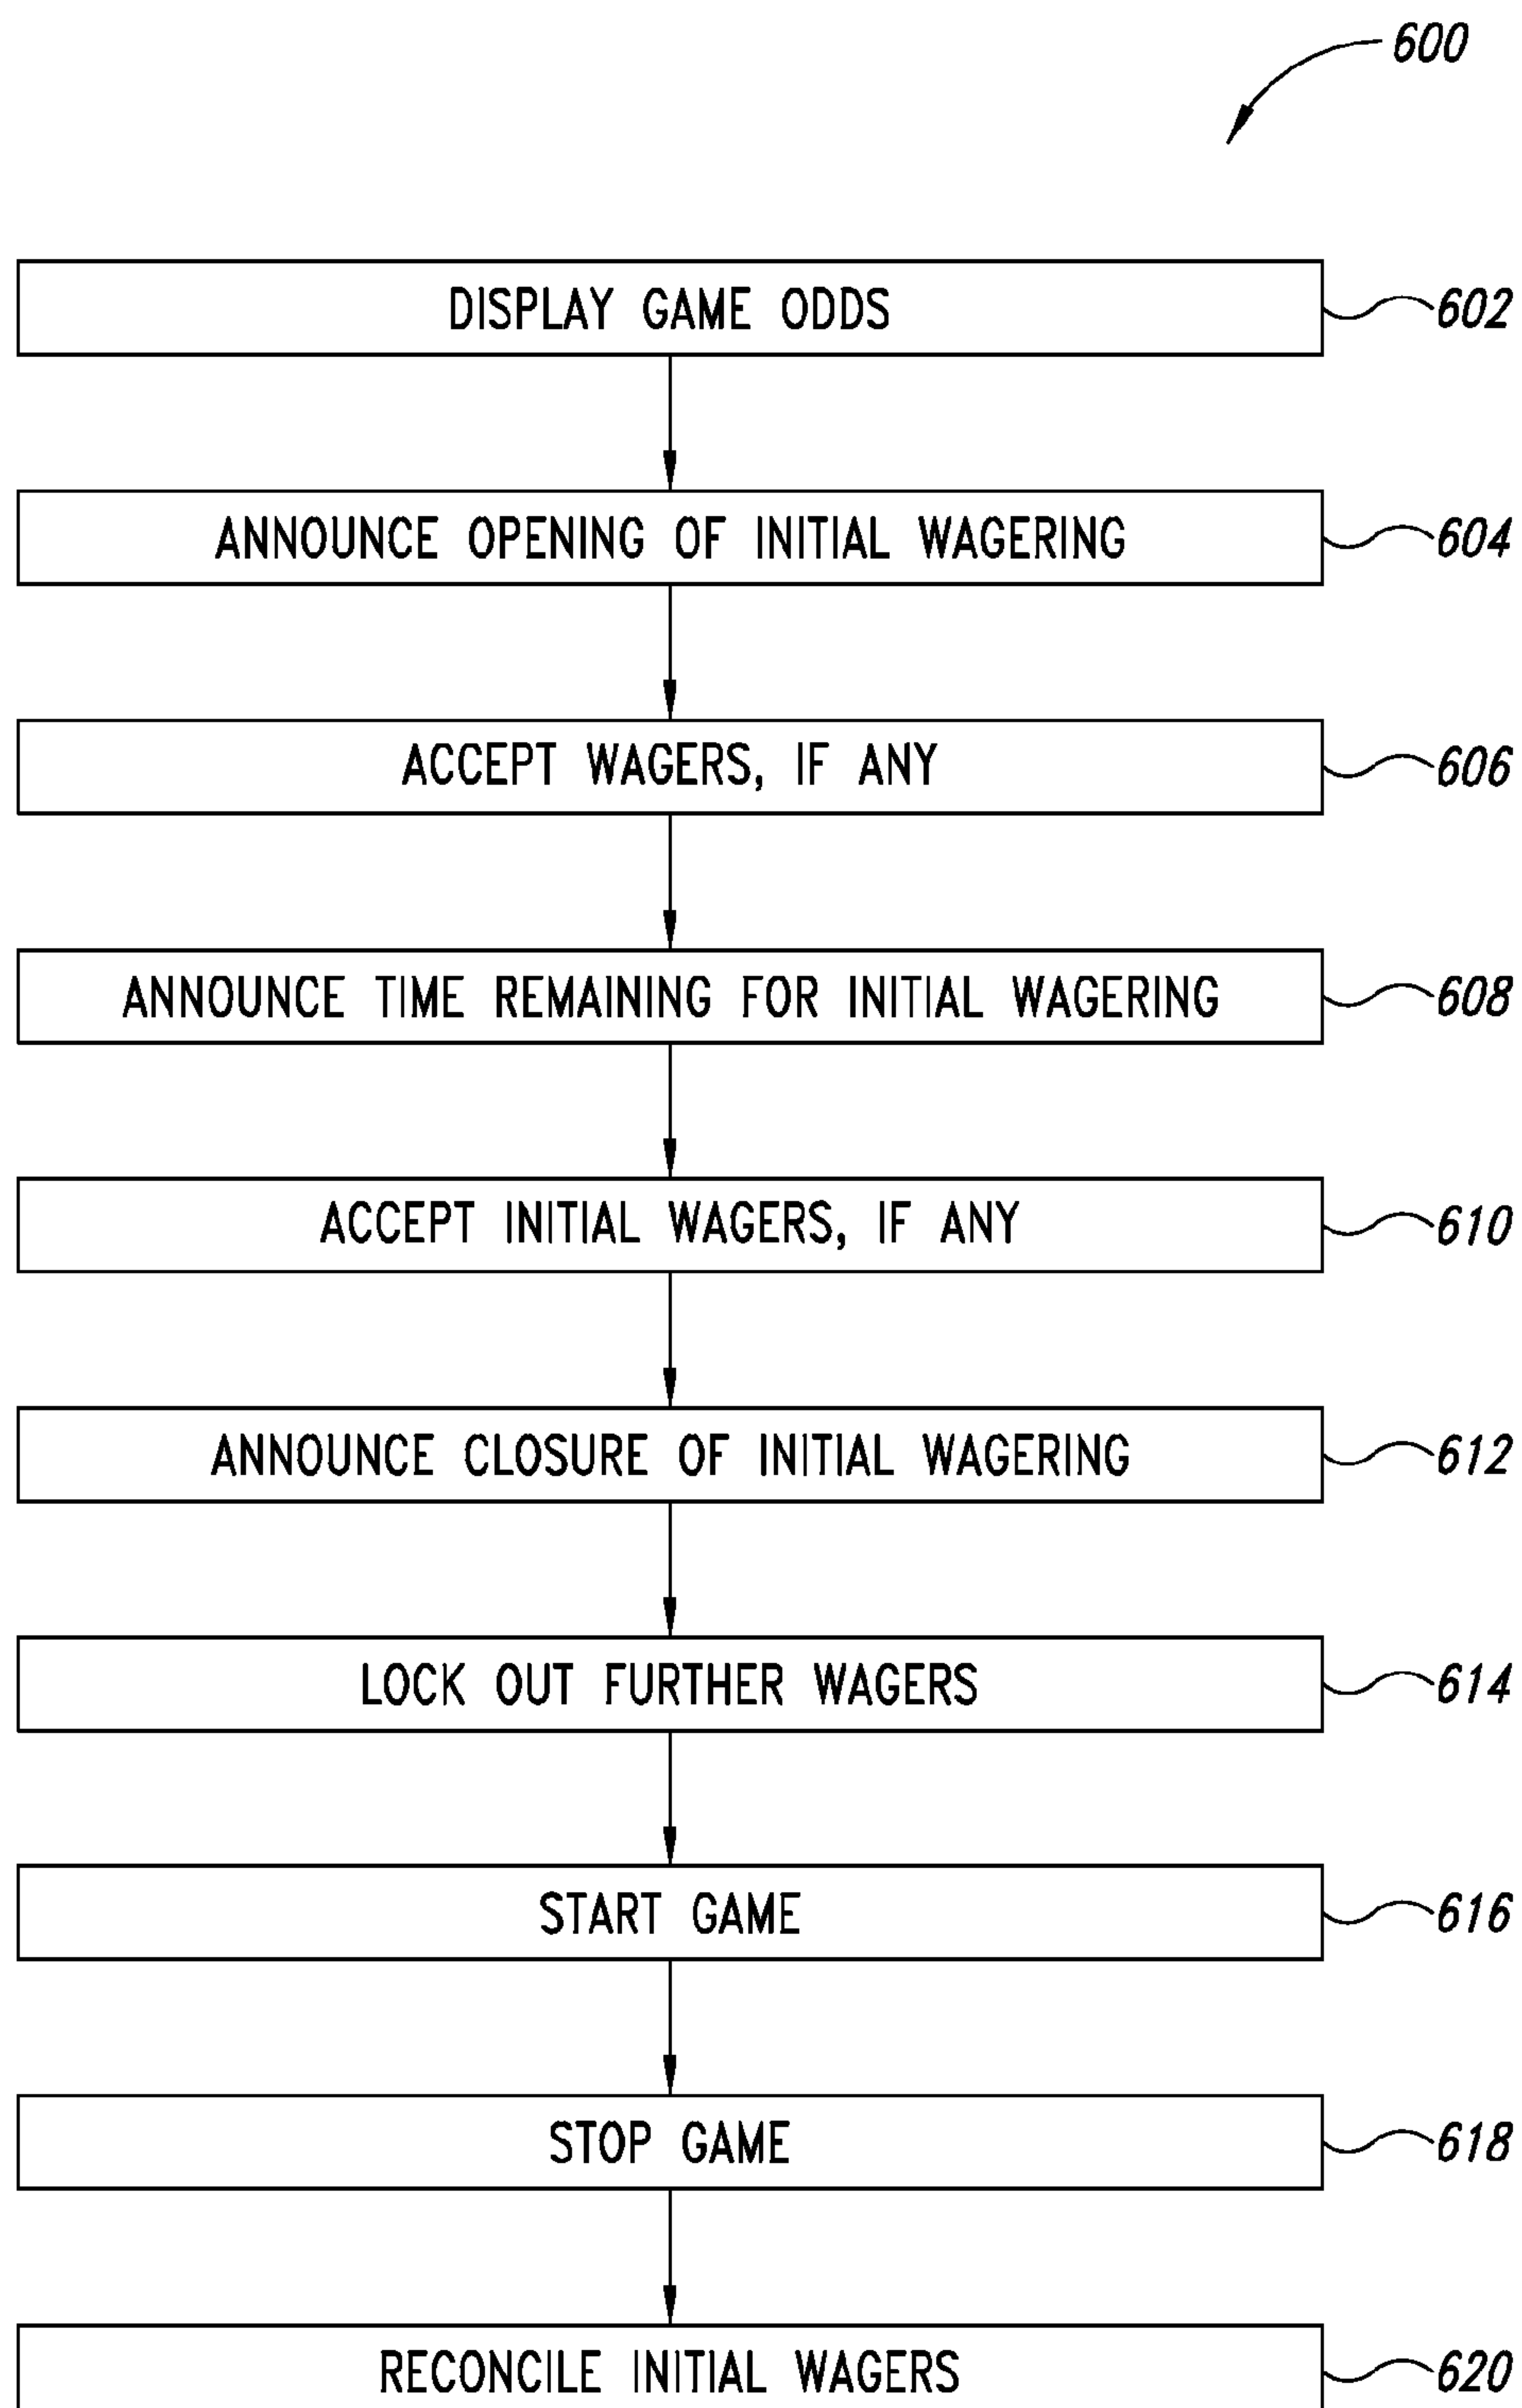 600
DISPLAY GAME ODDS 602
ANNOUNCE OPENING OF INITIAL WAGERING 604
ACCEPT WAGERS, IF ANY 606
ANNOUNCE TIME REMAINING FOR INITIAL WAGERING 608
ACCEPT INITIAL WAGERS, IF ANY 610
ANNOUNCE CLOSURE OF INITIAL WAGERING 612
LOCK OUT FURTHER WAGERS 614
START GAME 616
STOP GAME 618
RECONCILE INITIAL WAGERS 620